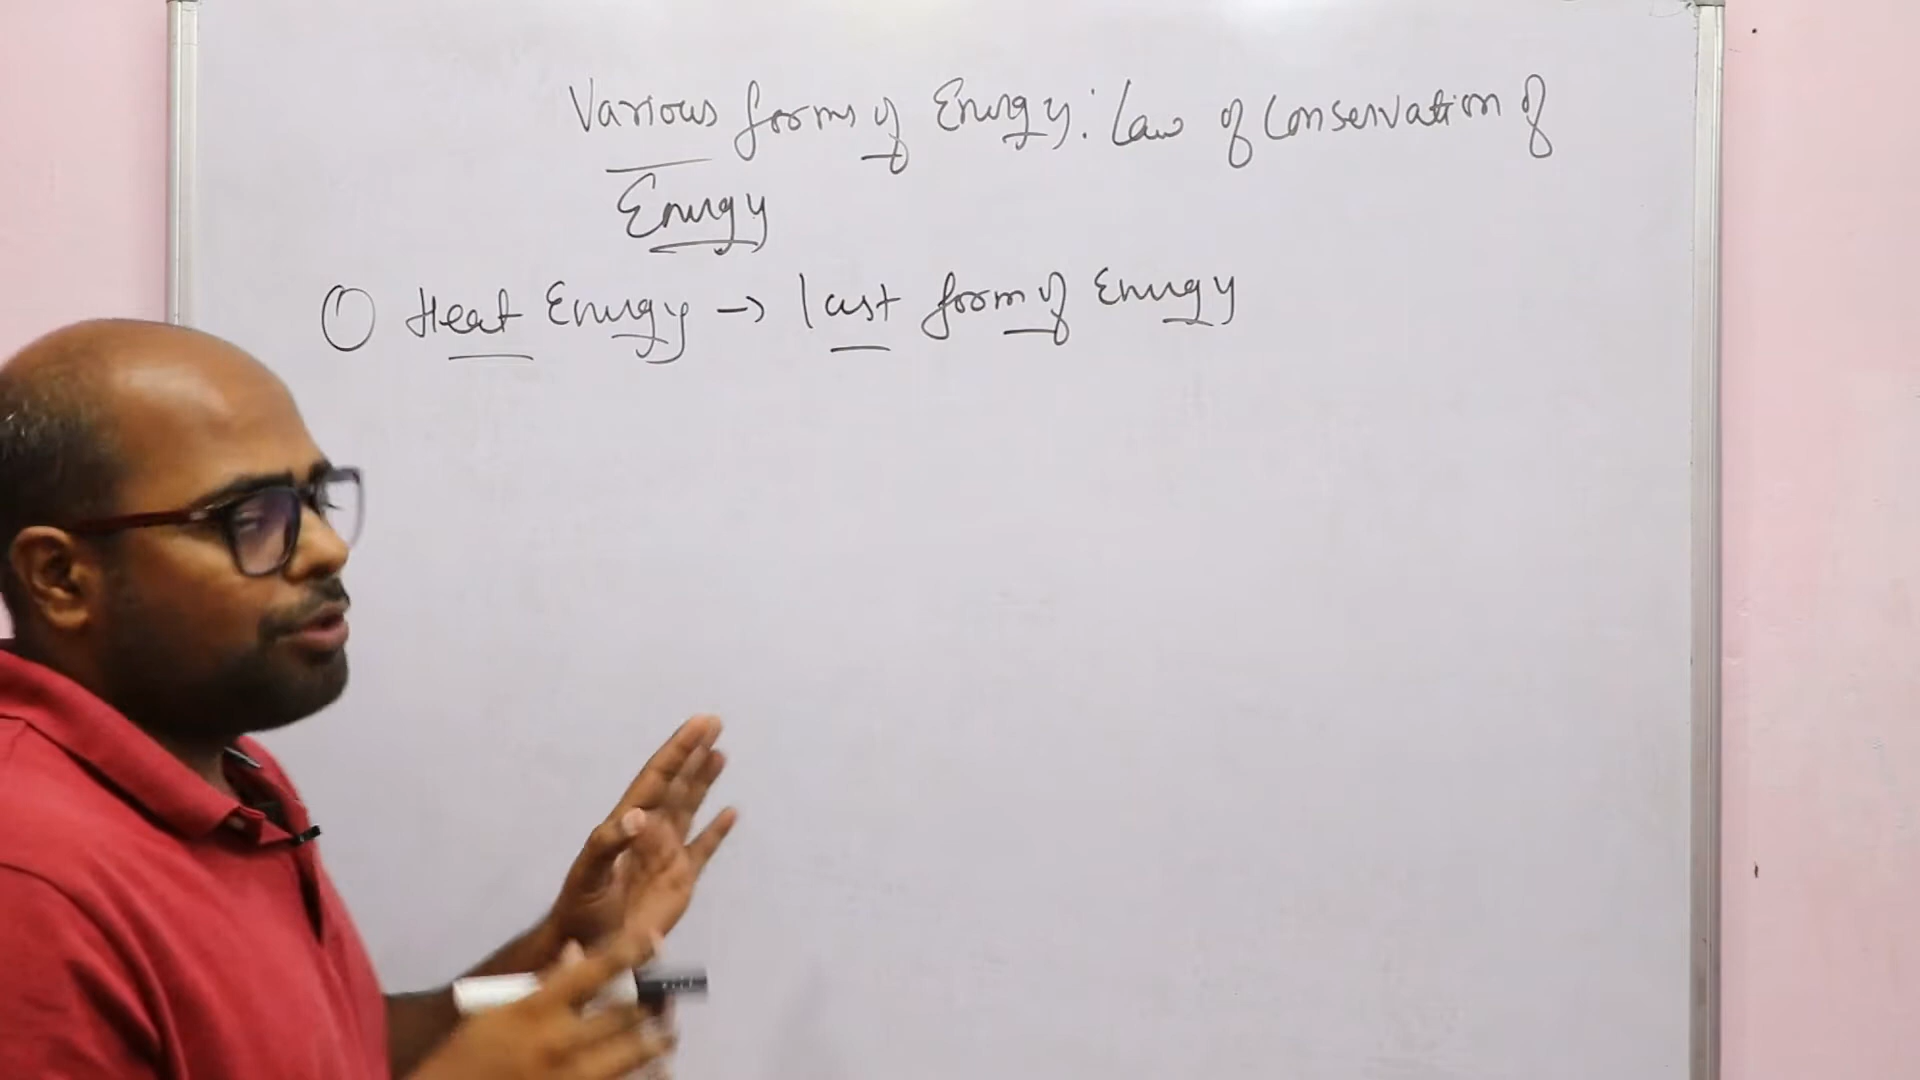 Various forms of Energy: Law of Conservation of
Energy
① Heat Energy → last form of Energy